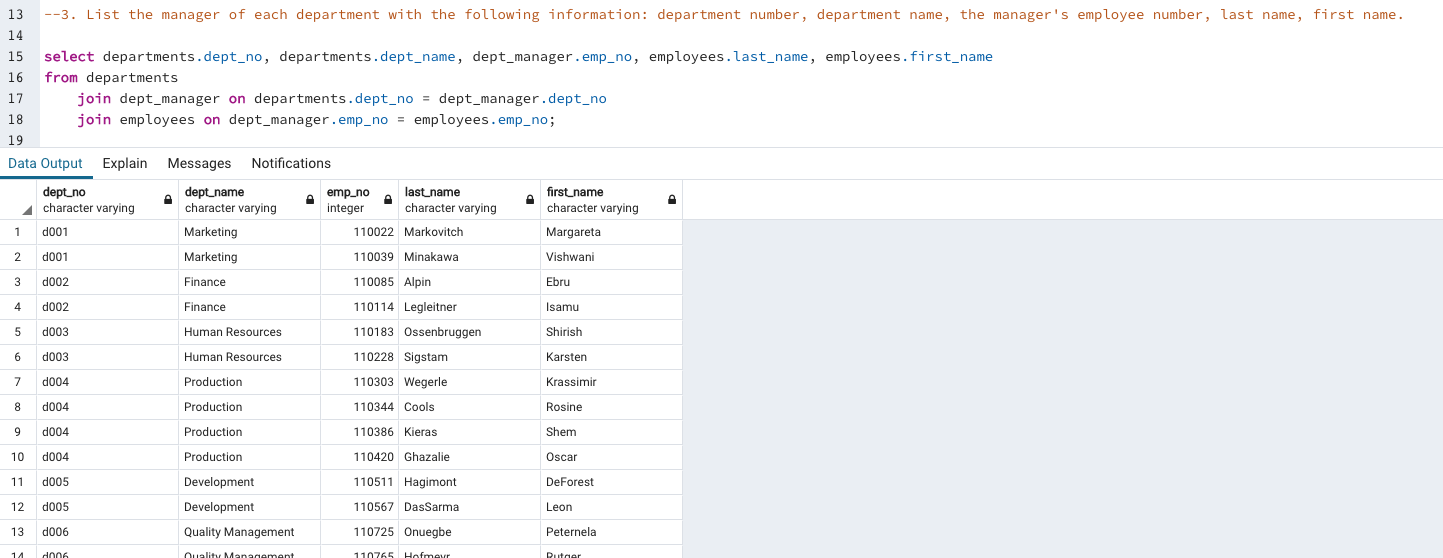 13 --3. List the manager of each department with the following information: department number, department name, the manager's employee number, last name, first name.
14
15 select departments.dept_no, departments.dept_name, dept_manager.emp_no, employees.last_name, employees.first_name
16 from departments
17 join dept_manager on departments.dept_no = dept_manager.dept_no
18 join employees on dept_manager.emp_no = employees.emp_no;
19
Data Output Explain Messages Notifications
dept_no dept_name emp_no last_name first_name
character varying character varying integer character varying character varying
1 d001 Marketing 110022 Markovitch Margareta
2 d001 Marketing 110039 Minakawa Vishwani
3 d002 Finance 110085 Alpin Ebru
4 d002 Finance 110114 Legleitner Isamu
5 d003 Human Resources 110183 Ossenbruggen Shirish
6 d003 Human Resources 110228 Sigstam Karsten
7 d004 Production 110303 Wegerle Krassimir
8 d004 Production 110344 Cools Rosine
9 d004 Production 110386 Kieras Shem
10 d004 Production 110420 Ghazalie Oscar
11 d005 Development 110511 Hagimont DeForest
12 d005 Development 110567 DasSarma Leon
13 d006 Quality Management 110725 Onuegbe Peternela
14 d006 Quality Management 110765 Hofmeyr Rutger